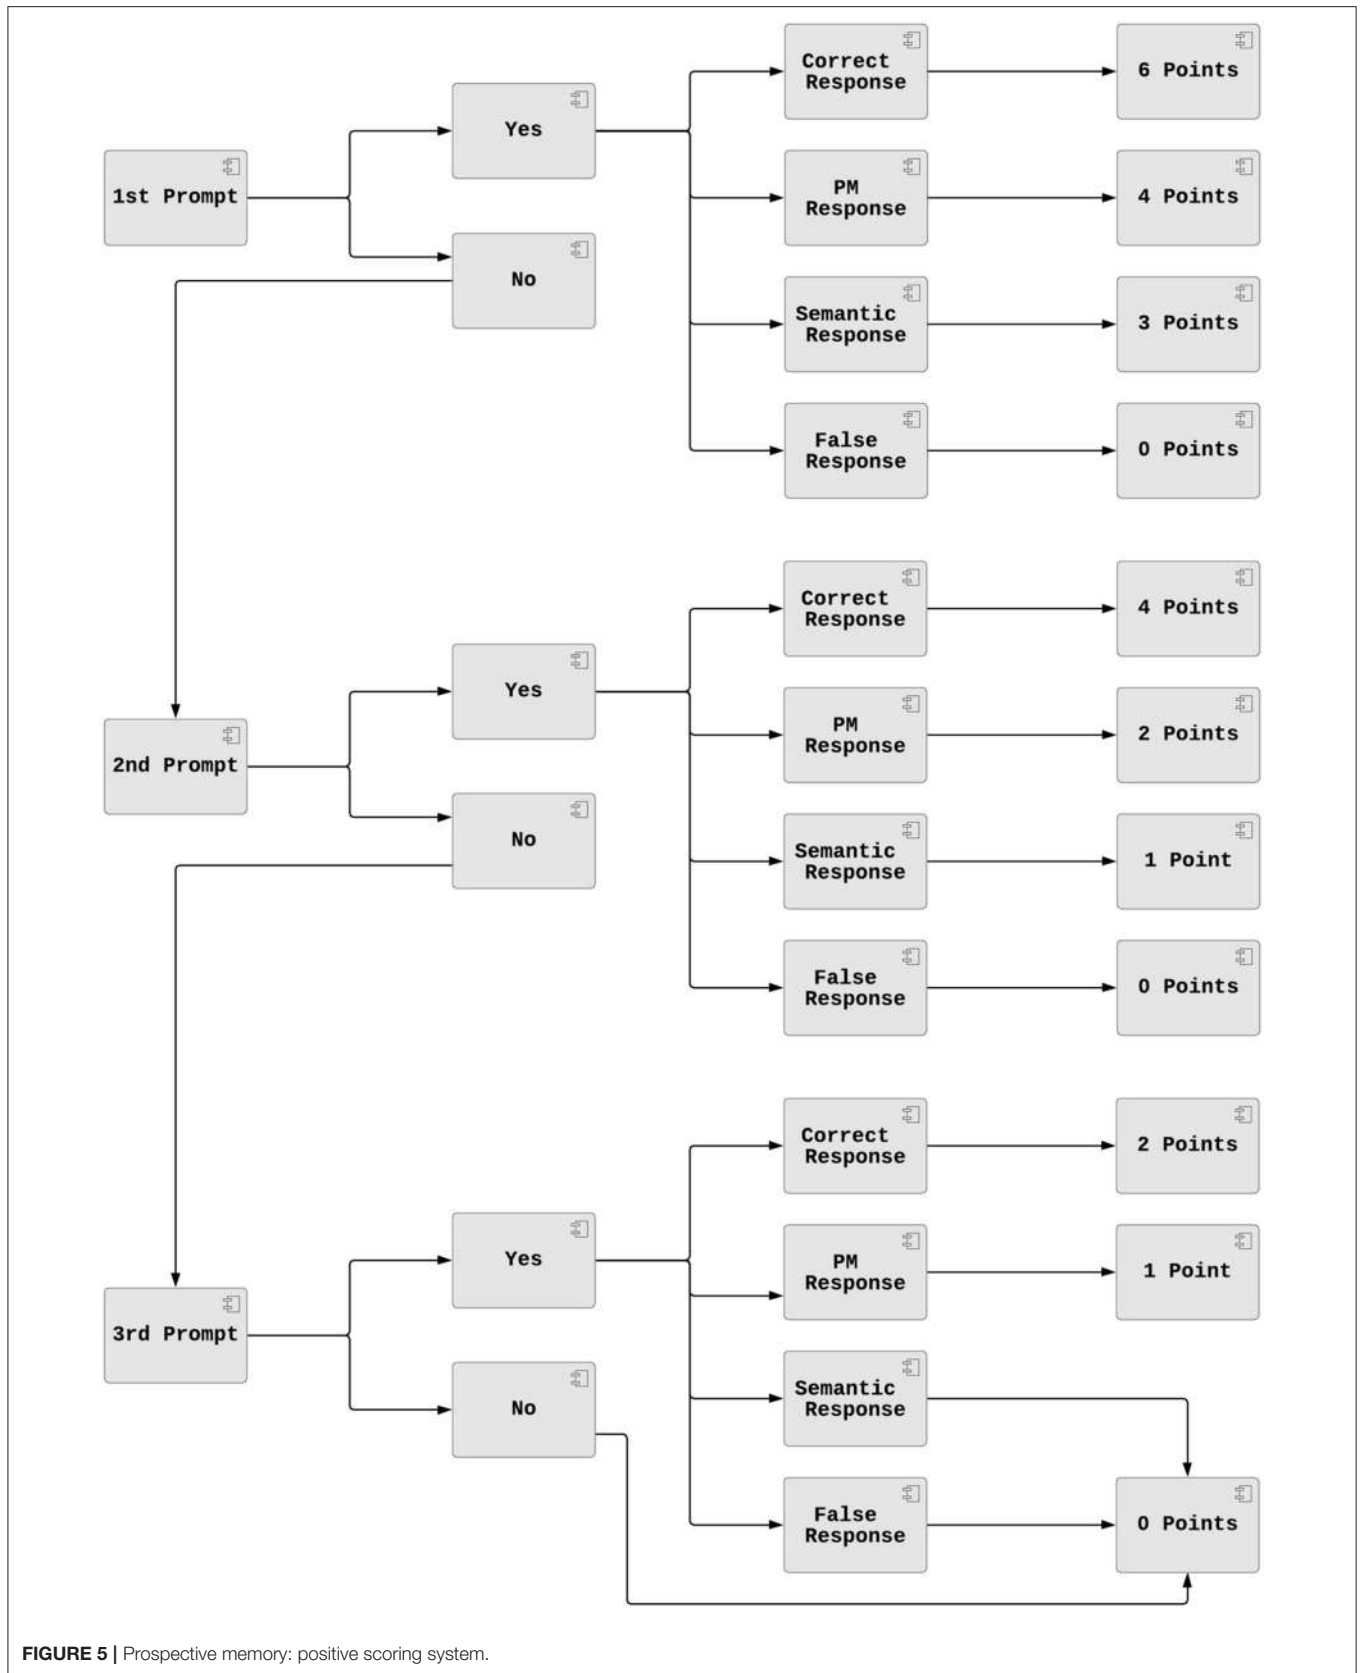 1st Prompt
Yes
No
Correct
Response
6 Points
PM
Response
4 Points
Semantic
Response
3 Points
False
Response
0 Points
2nd Prompt
Yes
No
Correct
Response
4 Points
PM
Response
2 Points
Semantic
Response
1 Point
False
Response
0 Points
3rd Prompt
Yes
No
Correct
Response
2 Points
PM
Response
1 Point
Semantic
Response
False
Response
0 Points
FIGURE 5 | Prospective memory: positive scoring system.